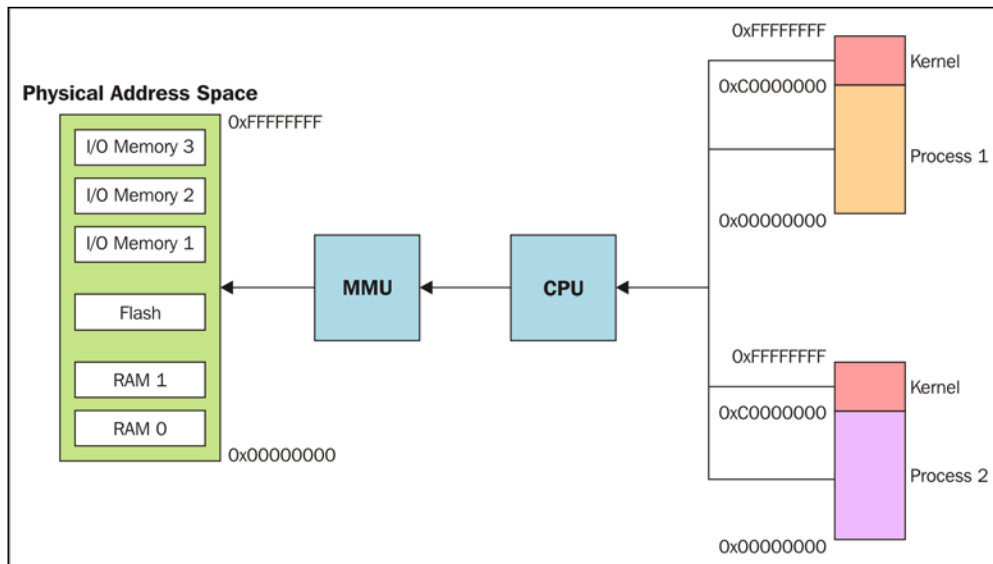 Physical Address Space
0xFFFFFFFF
I/O Memory 3
I/O Memory 2
I/O Memory 1
Flash
RAM 1
RAM 0
0x00000000
MMU
CPU
0xFFFFFFFF
Kernel
0xC0000000
Process 1
0x00000000
0xFFFFFFFF
Kernel
0xC0000000
Process 2
0x00000000